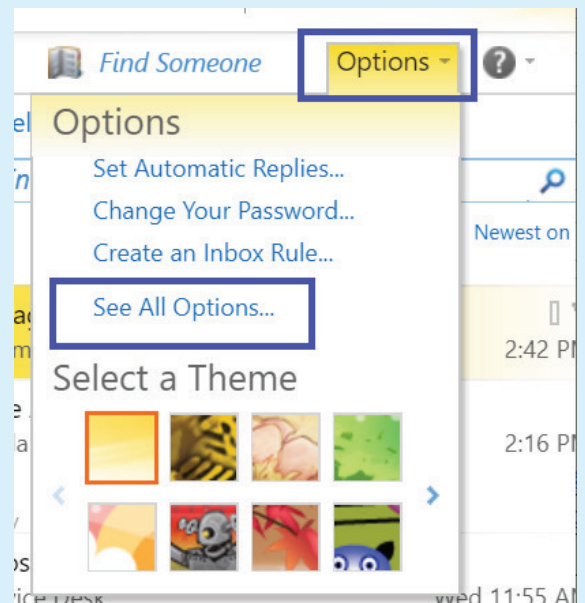 Find Someone Options
el Options
Set Automatic Replies...
Change Your Password...
Newest on
Create an Inbox Rule...
See All Options...
2:42 PM
Select a Theme
2:16 PM
Wed 11:55 AM